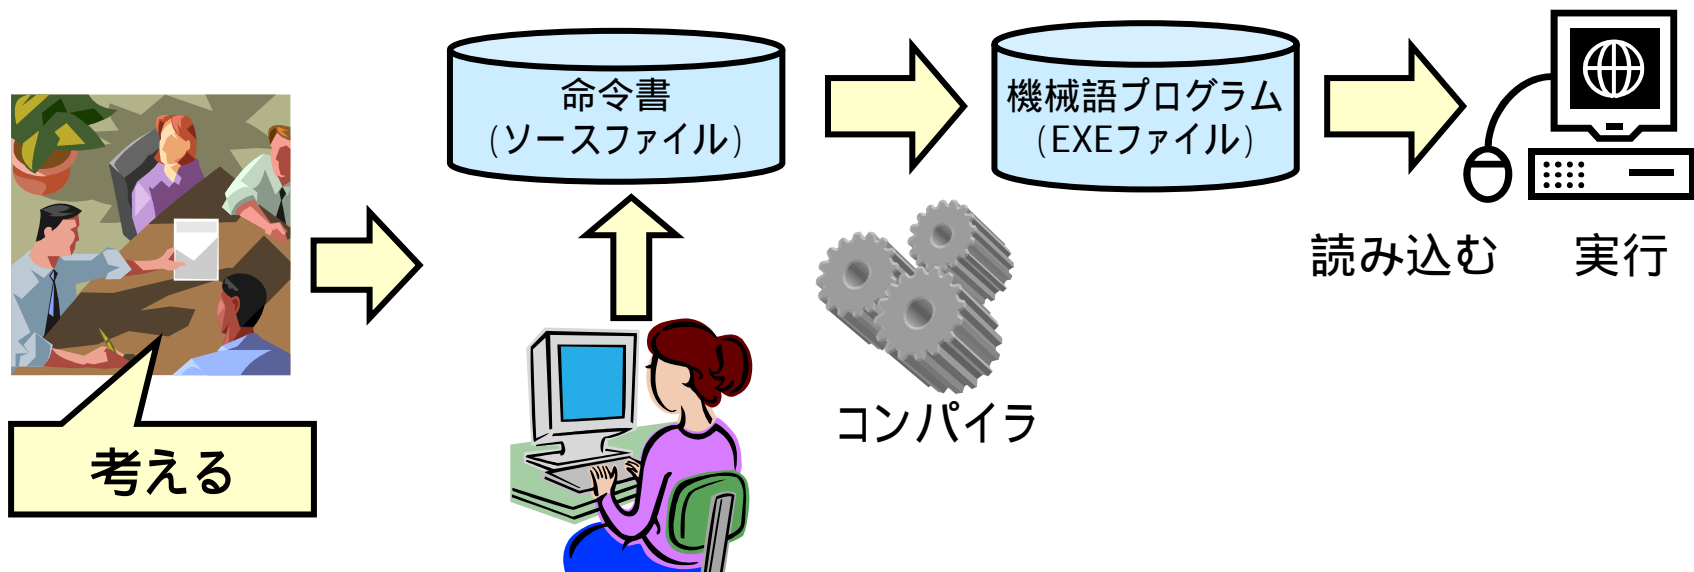 命令書
(ソースファイル)
機械語プログラム
(EXEファイル)
読み込む
実行
コンパイラ
考える